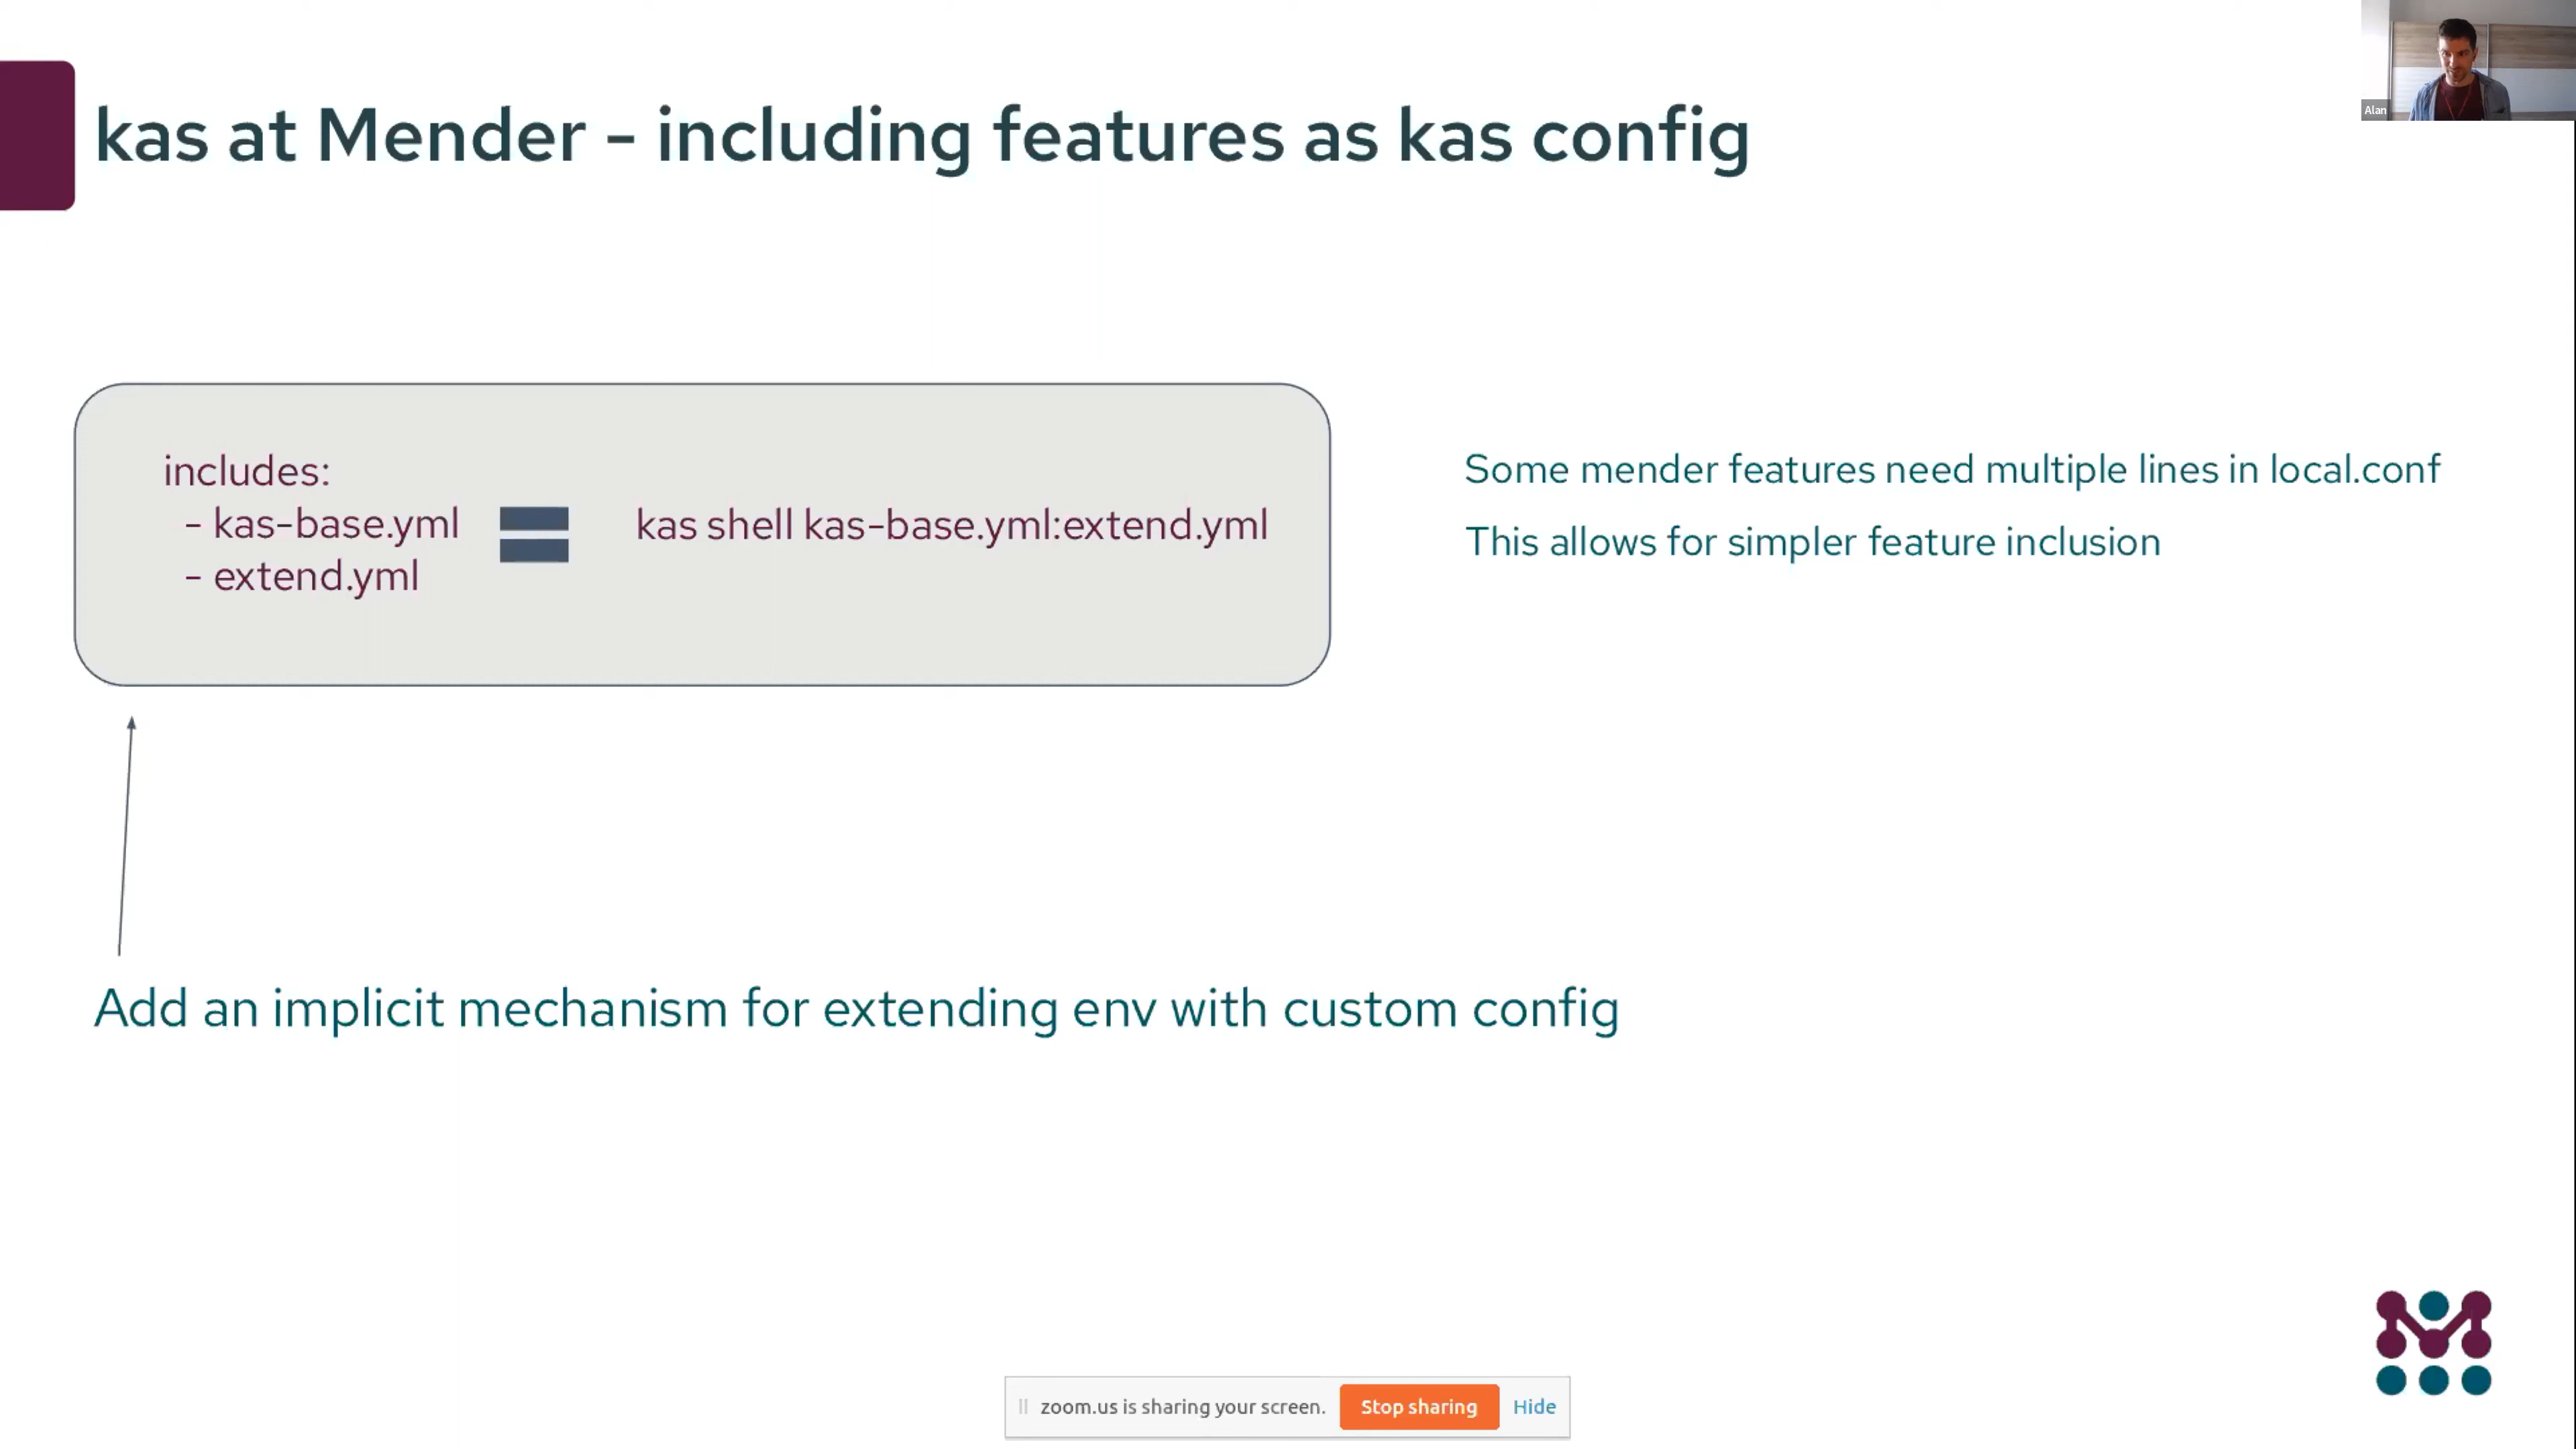 Alan
kas at Mender - including features as kas config
includes:
- kas-base.yml
- extend.yml
kas shell kas-base.yml:extend.yml
Some mender features need multiple lines in local.conf
This allows for simpler feature inclusion
Add an implicit mechanism for extending env with custom config
zoom.us is sharing your screen. Stop sharing Hide